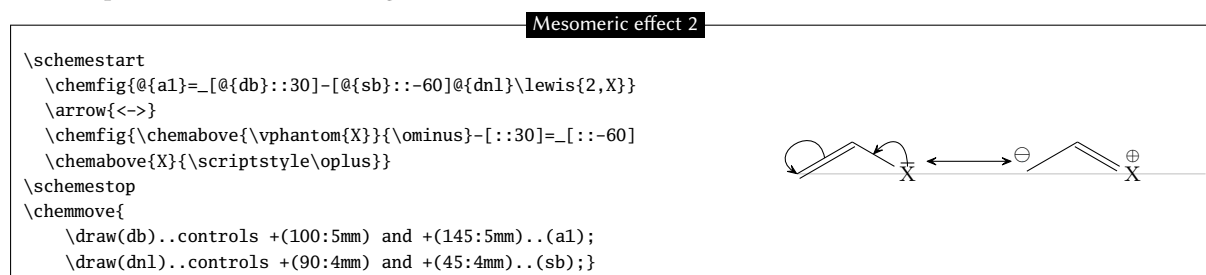 Mesomeric effect 2
\schemestart
\chemfig{@{a1}=_[@{db}::30]-[@{sb}::-60]@{dnl}\lewis{2,X}}
\arrow{<->}
\chemfig{\chemabove{\vphantom{X}}{\ominus}-[::30]=_[::-60]
\chemabove{X}{\scriptstyle\oplus}}
\schemestop
\chemmove{
\draw(db)..controls +(100:5mm) and +(145:5mm)..(a1);
\draw(dnl)..controls +(90:4mm) and +(45:4mm)..(sb);}
X ⊖ ⊕ X